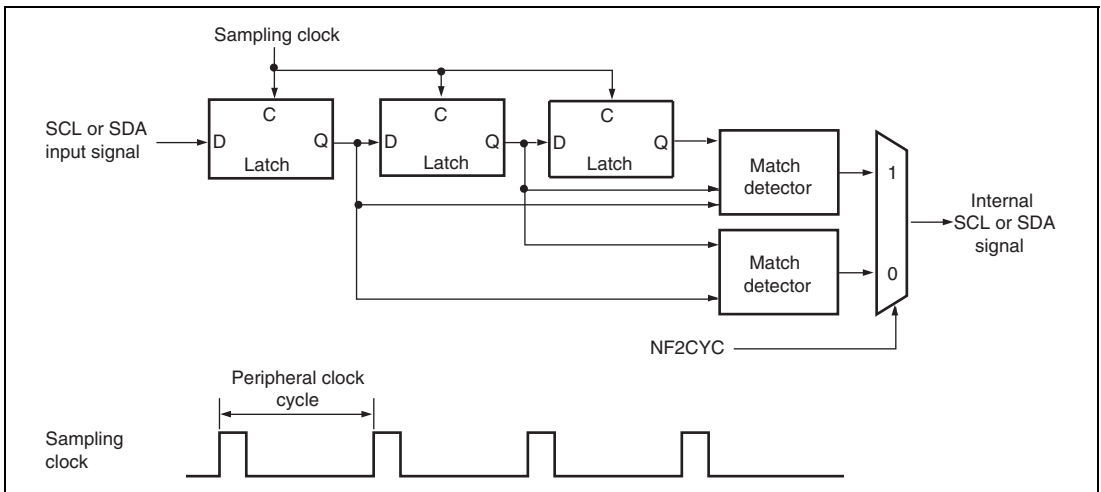 Sampling clock
SCL or SDA
input signal
C
D
Q
Latch
C
D
Q
Latch
C
D
Q
Latch
Match
detector
1
Internal
SCL or SDA
signal
Match
detector
0
NF2CYC
Peripheral clock
cycle
Sampling
clock